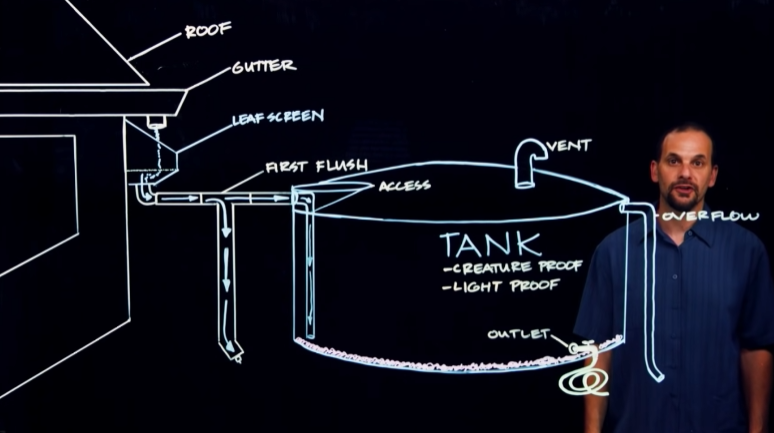 ROOF
GUTTER
LEAF SCREEN
FIRST FLUSH
ACCESS
VENT
OVERFLOW
TANK
-CREATURE PROOF
-LIGHT PROOF
OUTLET